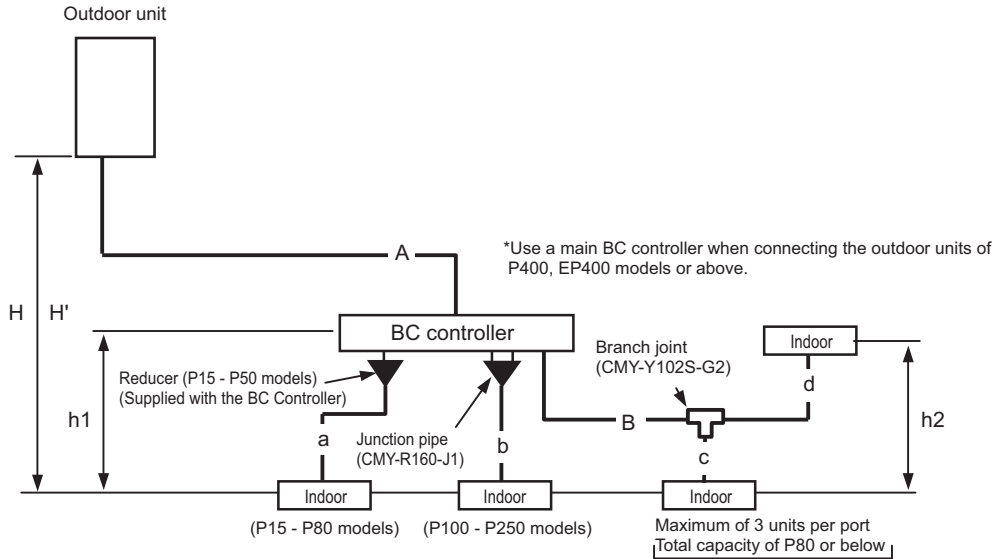 Outdoor unit
A
*Use a main BC controller when connecting the outdoor units of
P400, EP400 models or above.
H
H'
BC controller
Indoor
Branch joint
(CMY-Y102S-G2)
Reducer (P15 - P50 models)
(Supplied with the BC Controller)
d
h1
h2
B
a
Junction pipe
(CMY-R160-J1)
b
c
Indoor
Indoor
Indoor
(P15 - P80 models)
(P100 - P250 models)
Maximum of 3 units per port
Total capacity of P80 or below